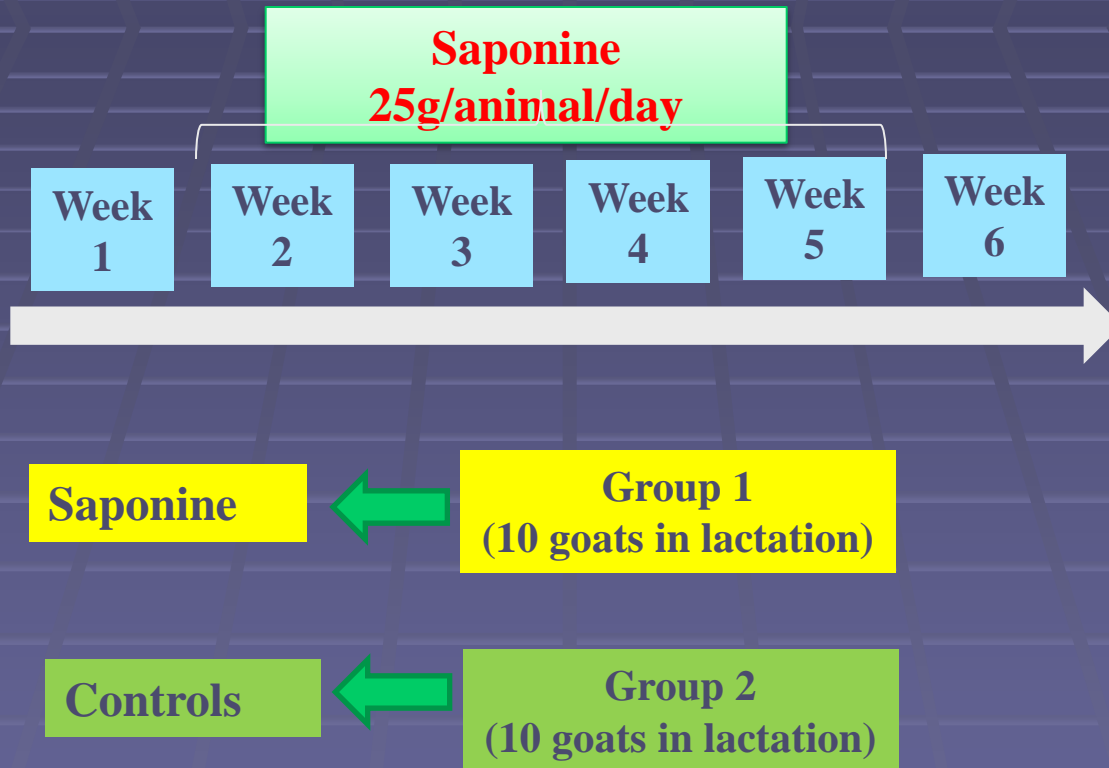 Saponine
25g/animal/day
Week
1
Week
2
Week
3
Week
4
Week
5
Week
6
Saponine
Group 1
(10 goats in lactation)
Controls
Group 2
(10 goats in lactation)